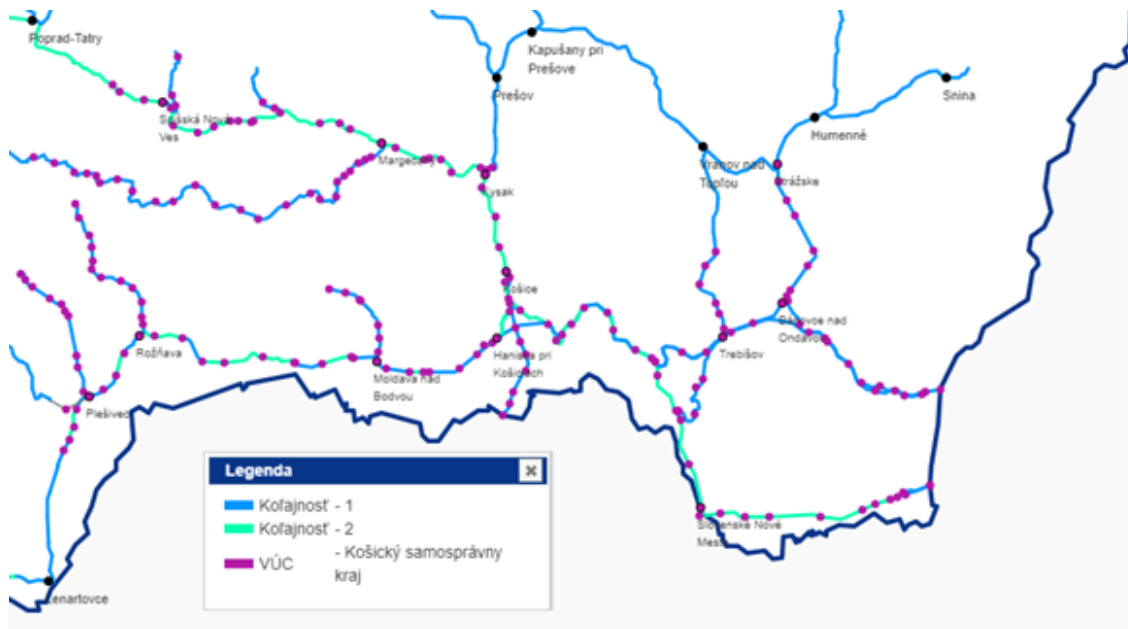 Poprad-Tatry
Kapušany pri
Prešove
Prešov
Snina
Spišská Nová
Ves
Humenné
Margecany
Vranov nad
Topľou
Strážske
Kysak
Košice
Bánovce nad
Ondavou
Rožňava
Haniska pri
Košiciach
Trebišov
Moldava nad
Bodvou
Plešivec
Legenda
Koľajnosť - 1
Koľajnosť - 2
VÚC - Košický samosprávny
kraj
Slovenské Nové
Mesto
Lenartovce